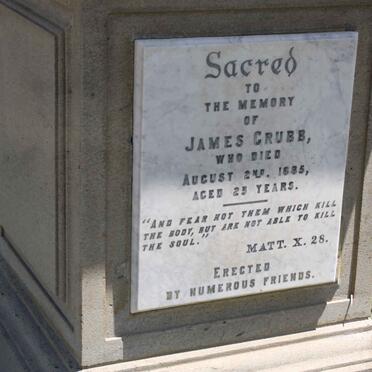 Sacred
TO
THE MEMORY
OF
JAMES GRUBB,
WHO DIED
AUGUST 2ND. 1885,
AGED 25 YEARS.
"AND FEAR NOT THEM WHICH KILL
THE BODY, BUT ARE NOT ABLE TO KILL
THE SOUL."
MATT. X. 28.
ERECTED
BY NUMEROUS FRIENDS.